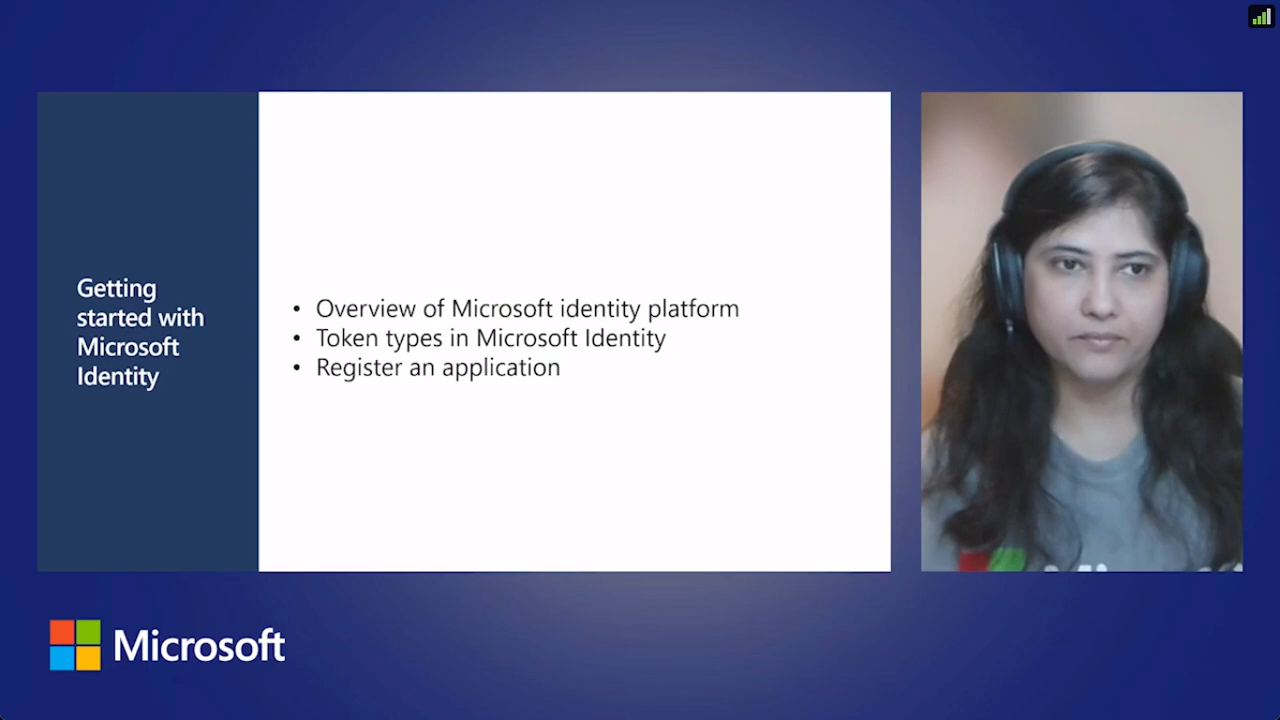 Getting
started with
Microsoft
Identity
• Overview of Microsoft identity platform
• Token types in Microsoft Identity
• Register an application
Microsoft